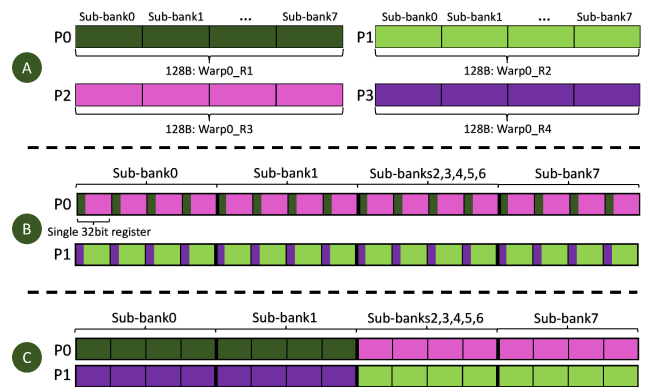 Sub-bank0 Sub-bank1 ... Sub-bank7 Sub-bank0 Sub-bank1 ... Sub-bank7
P0 P1
128B: Warp0_R1 128B: Warp0_R2
A
P2 P3
128B: Warp0_R3 128B: Warp0_R4
Sub-bank0 Sub-bank1 Sub-banks2,3,4,5,6 Sub-bank7
P0
B
Single 32bit register
P1
Sub-bank0 Sub-bank1 Sub-banks2,3,4,5,6 Sub-bank7
P0
C
P1